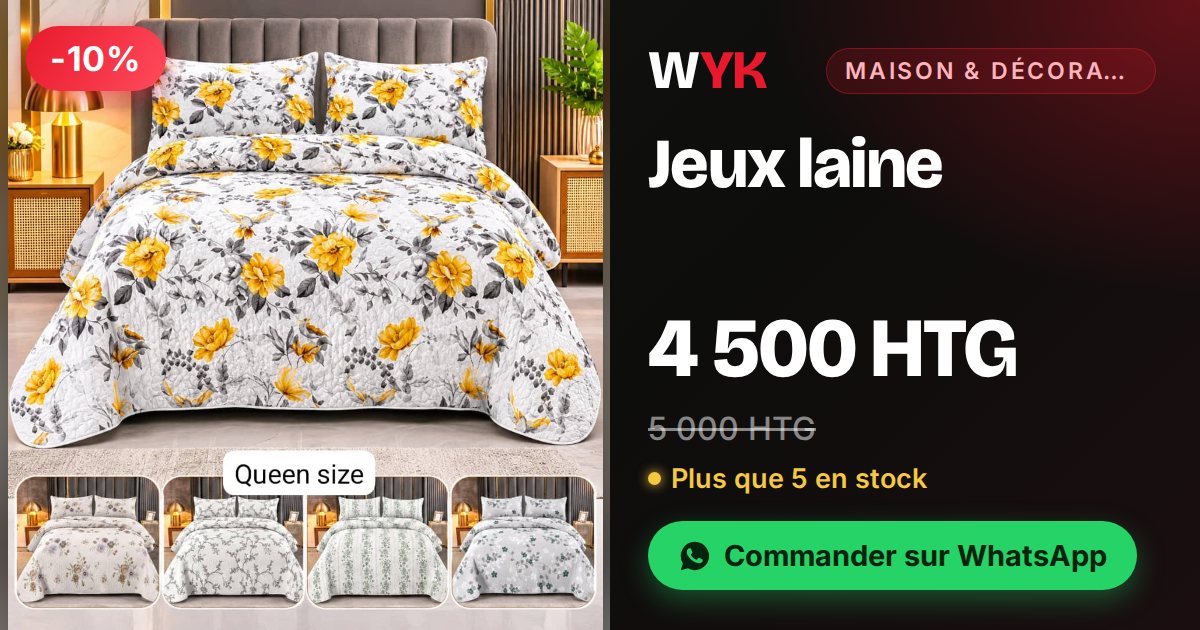 -10%
Queen size
WYK
MAISON & DÉCORA...
Jeux laine
4 500 HTG
5 000 HTG
Plus que 5 en stock
Commander sur WhatsApp